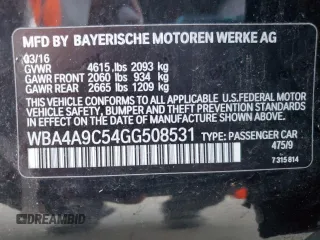 MFD BY BAYERISCHE MOTOREN WERKE AG
03/16
GVWR 4615 lbs 2093 kg
GAWR FRONT 2060 lbs 934 kg
GAWR REAR 2665 lbs 1209 kg
THIS VEHICLE CONFORMS TO ALL APPLICABLE
U.S. FEDERAL MOTOR VEHICLE SAFETY, BUMPER,
AND THEFT PREVENTION STANDARDS IN EFFECT
ON THE DATE OF MANUFACTURE SHOWN ABOVE.
WBA4A9C54GG508531 TYPE: PASSENGER CAR
475/9
7 315 814
DREAMBID